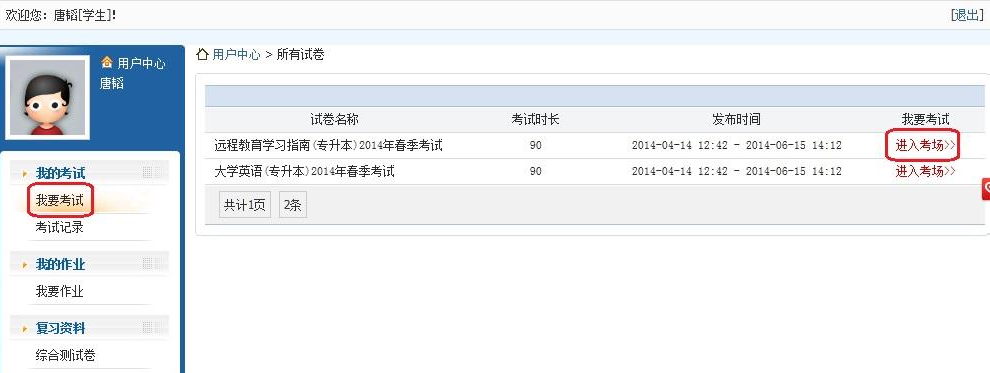 欢迎您：唐韬[学生]！ [退出]
用户中心
唐韬
用户中心 > 所有试卷
试卷名称 考试时长 发布时间 我要考试
远程教育学习指南(专升本)2014年春季考试 90 2014-04-14 12:42 - 2014-06-15 14:12 进入考场>>
大学英语(专升本)2014年春季考试 90 2014-04-14 12:42 - 2014-06-15 14:12 进入考场>>
共计1页 2条
我的考试
我要考试
考试记录
我的作业
我要作业
复习资料
综合测试卷